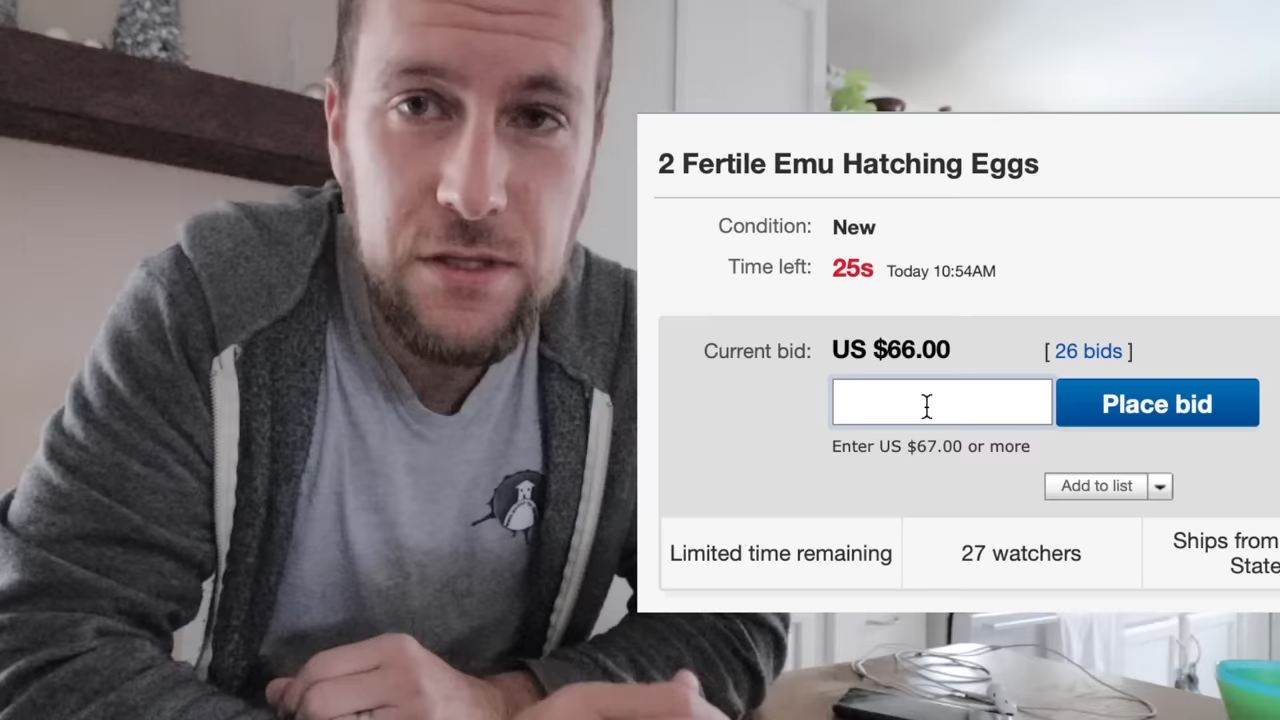 2 Fertile Emu Hatching Eggs
Condition: New
Time left: 25s Today 10:54AM
Current bid: US $66.00 [ 26 bids ]
Place bid
Enter US $67.00 or more
Add to list
Limited time remaining 27 watchers Ships from
State